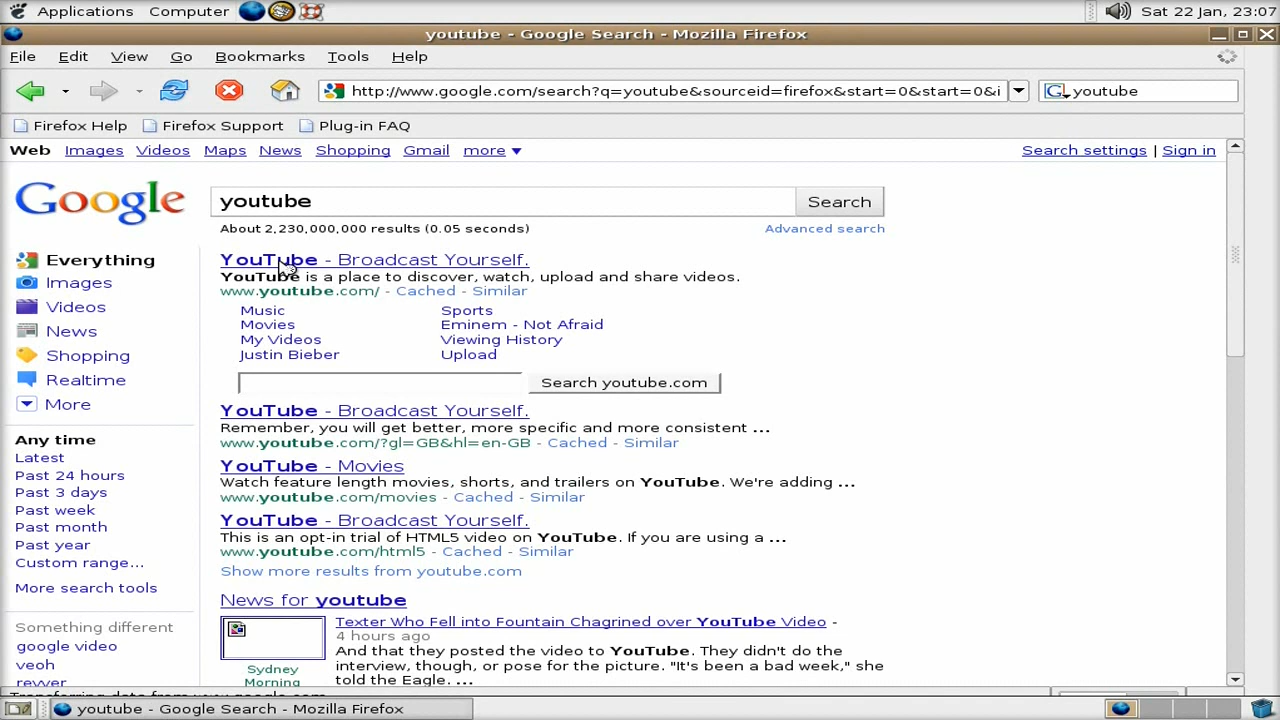 Applications Computer Sat 22 Jan, 23:07
youtube - Google Search - Mozilla Firefox
File Edit View Go Bookmarks Tools Help
http://www.google.com/search?q=youtube&sourceid=firefox&start=0&start=0&i youtube
Firefox Help Firefox Support Plug-in FAQ
Web Images Videos Maps News Shopping Gmail more Search settings | Sign in
Google youtube Search
About 2,230,000,000 results (0.05 seconds) Advanced search
Everything
Images
Videos
News
Shopping
Realtime
More
Any time
Latest
Past 24 hours
Past 3 days
Past week
Past month
Past year
Custom range...
More search tools
Something different
google video
veoh
revver
YouTube - Broadcast Yourself.
YouTube is a place to discover, watch, upload and share videos.
www.youtube.com/ - Cached - Similar
Music Sports
Movies Eminem - Not Afraid
My Videos Viewing History
Justin Bieber Upload
Search youtube.com
YouTube - Broadcast Yourself.
Remember, you will get better, more specific and more consistent ...
www.youtube.com/?gl=GB&hl=en-GB - Cached - Similar
YouTube - Movies
Watch feature length movies, shorts, and trailers on YouTube. We're adding ...
www.youtube.com/movies - Cached - Similar
YouTube - Broadcast Yourself.
This is an opt-in trial of HTML5 video on YouTube. If you are using a ...
www.youtube.com/html5 - Cached - Similar
Show more results from youtube.com
News for youtube
Texter Who Fell into Fountain Chagrined over YouTube Video -
4 hours ago
And that they posted the video to YouTube. They didn't do the
interview, though, or pose for the picture. "It's been a bad week," she
told the Eagle. ...
Sydney
Morning
Transferring data from www.google.com
youtube - Google Search - Mozilla Firefox